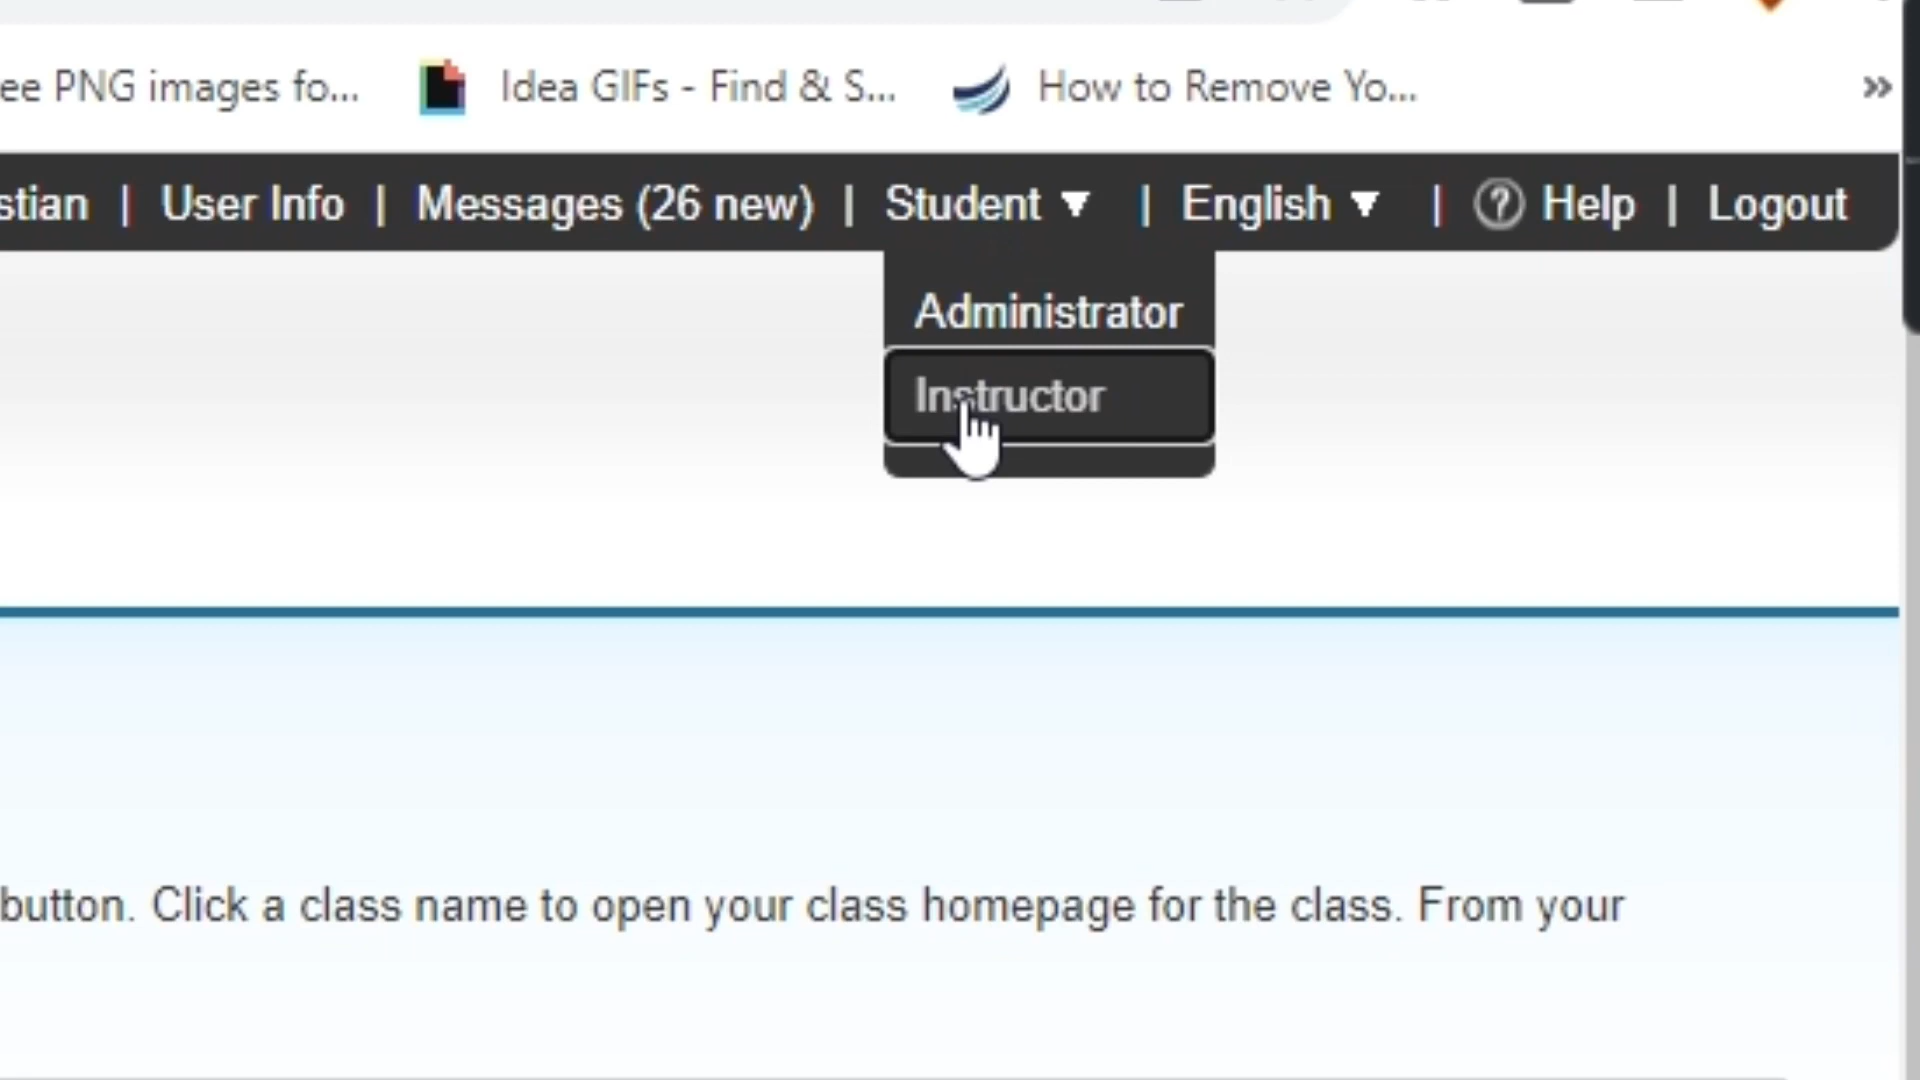 ee PNG images fo... Idea GIFs - Find & S... How to Remove Yo... »
stian | User Info | Messages (26 new) | Student ▼ | English ▼ | ? Help | Logout
Administrator
Instructor
button. Click a class name to open your class homepage for the class. From your